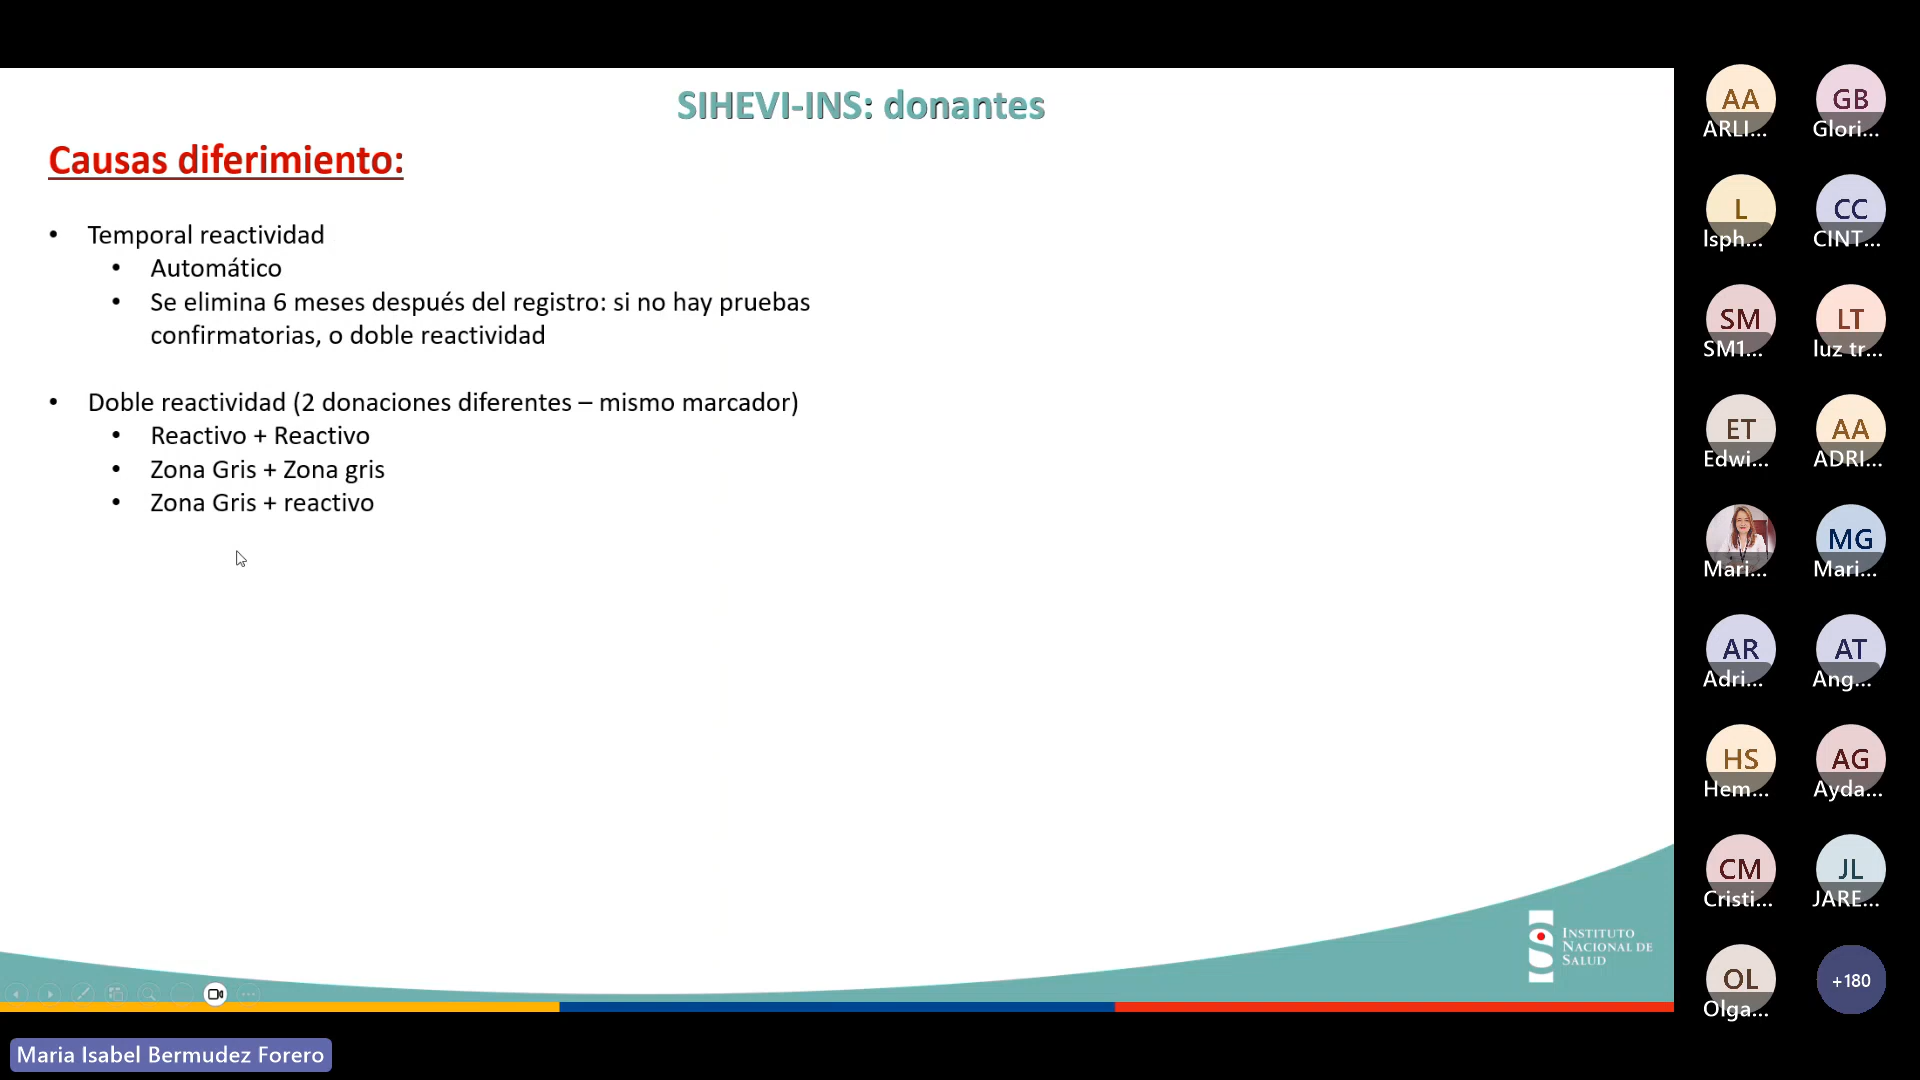 SIHEVI-INS: donantes
Causas diferimiento:
• Temporal reactividad
• Automático
• Se elimina 6 meses después del registro: si no hay pruebas
confirmatorias, o doble reactividad
• Doble reactividad (2 donaciones diferentes – mismo marcador)
• Reactivo + Reactivo
• Zona Gris + Zona gris
• Zona Gris + reactivo
INSTITUTO
NACIONAL DE
SALUD
Maria Isabel Bermudez Forero
AA
ARLI...
GB
Glori...
L
lsph...
CC
CINT...
SM
SM1...
LT
luz tr...
ET
Edwi...
AA
ADRI...
Mari...
MG
Mari...
AR
Adri...
AT
Ang...
HS
Hem...
AG
Ayda...
CM
Cristi...
JL
JARE...
OL
Olga...
+180